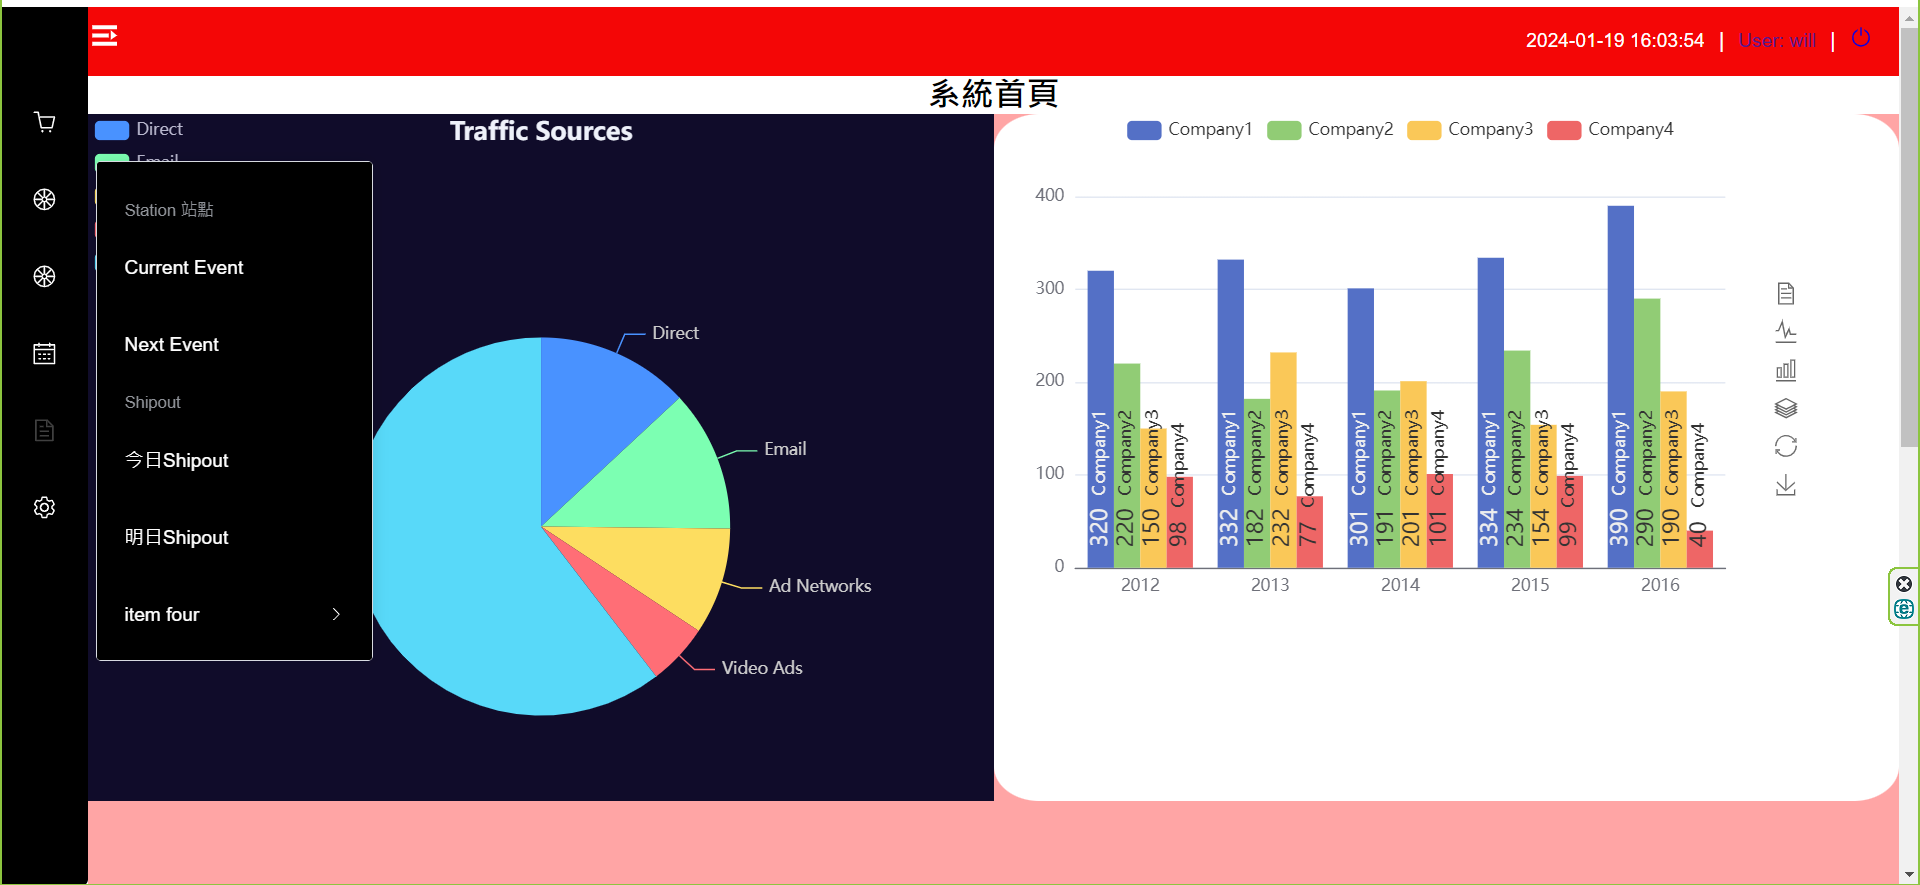 2024-01-19 16:03:54 | User: will |
系統首頁
Direct
Email
Traffic Sources
Station 站點
Current Event
Next Event
Shipout
今日Shipout
明日Shipout
item four
Direct
Email
Ad Networks
Video Ads
Company1 Company2 Company3 Company4
400
300
200
100
0
320 Company1
220 Company2
150 Company3
98 Company4
332 Company1
182 Company2
232 Company3
77 Company4
301 Company1
191 Company2
201 Company3
101 Company4
334 Company1
234 Company2
154 Company3
99 Company4
390 Company1
290 Company2
190 Company3
40 Company4
2012 2013 2014 2015 2016